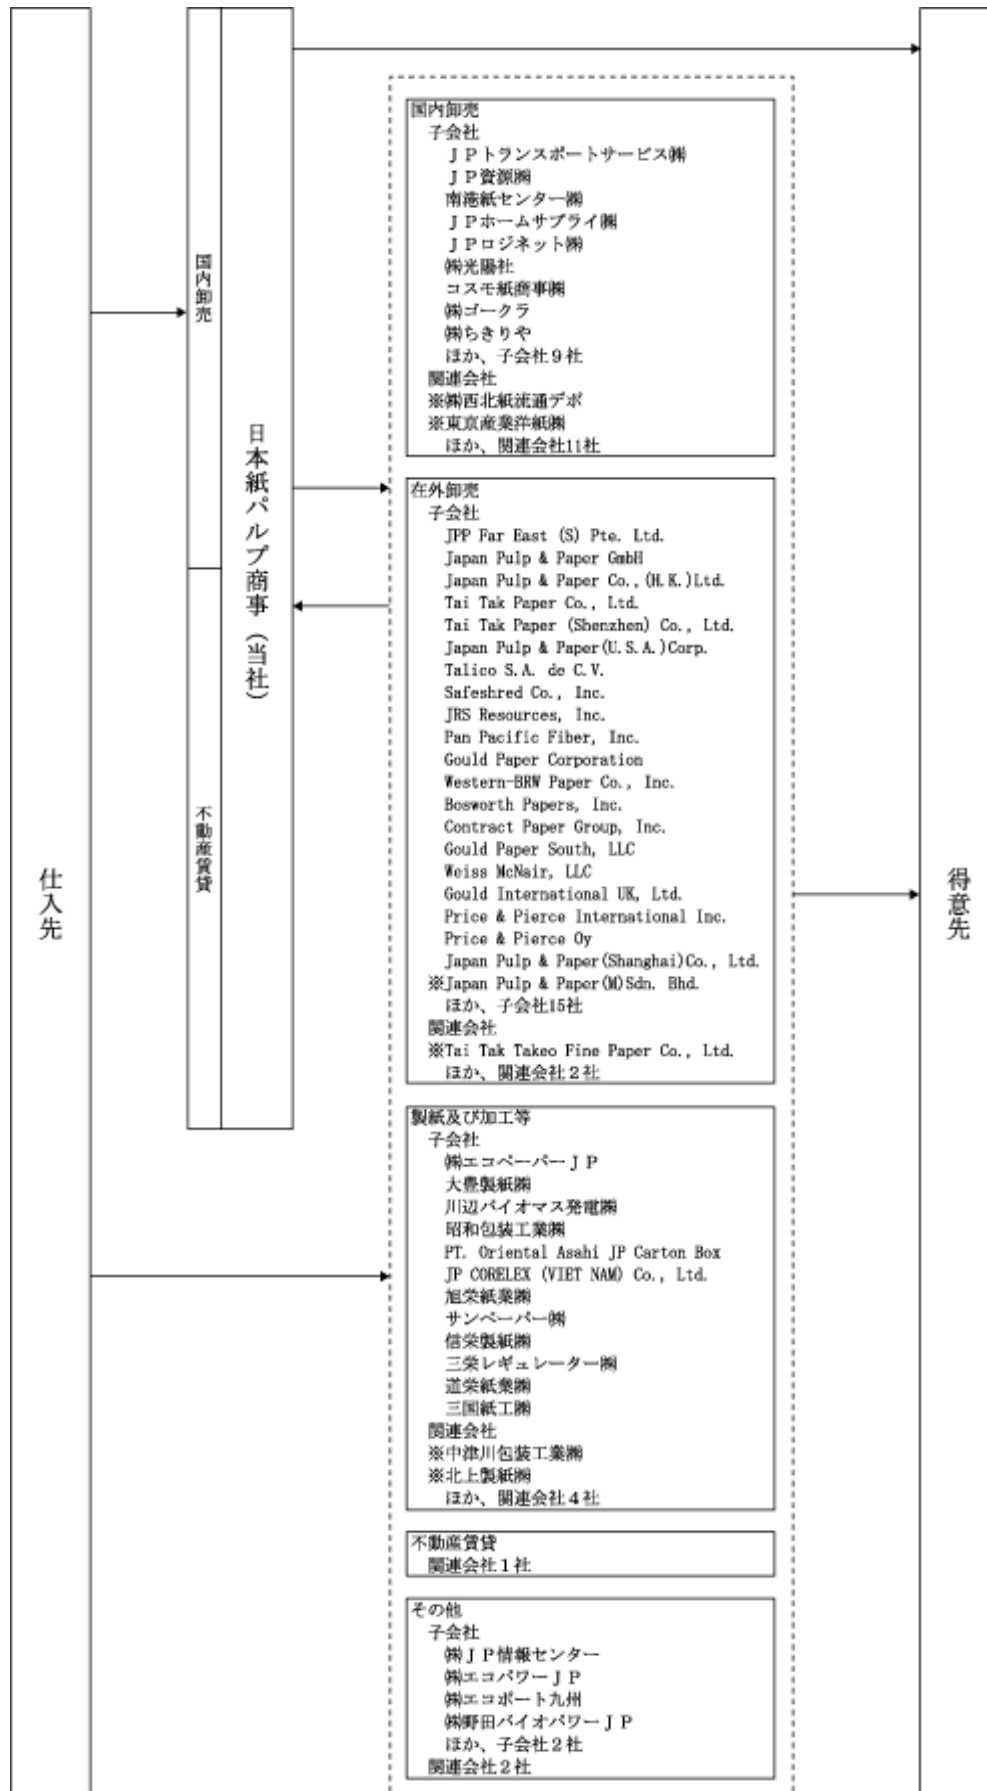 仕入先
国内卸売
不動産賃貸
日本紙パルプ商事（当社）
国内卸売
子会社
ＪＰトランスポートサービス㈱
ＪＰ資源㈱
南港紙センター㈱
ＪＰホームサプライ㈱
ＪＰロジネット㈱
㈱光陽社
コスモ紙商事㈱
㈱ゴークラ
㈱ちきりや
ほか、子会社９社
関連会社
※㈱西北紙流通デポ
※東京産業洋紙㈱
ほか、関連会社11社
在外卸売
子会社
JPP Far East (S) Pte. Ltd.
Japan Pulp & Paper GmbH
Japan Pulp & Paper Co.,(H.K.)Ltd.
Tai Tak Paper Co., Ltd.
Tai Tak Paper (Shenzhen) Co., Ltd.
Japan Pulp & Paper(U.S.A.)Corp.
Talico S.A. de C.V.
Safeshred Co., Inc.
JRS Resources, Inc.
Pan Pacific Fiber, Inc.
Gould Paper Corporation
Western-BRW Paper Co., Inc.
Bosworth Papers, Inc.
Contract Paper Group, Inc.
Gould Paper South, LLC
Weiss McNair, LLC
Gould International UK, Ltd.
Price & Pierce International Inc.
Price & Pierce Oy
Japan Pulp & Paper(Shanghai)Co., Ltd.
※Japan Pulp & Paper(M)Sdn. Bhd.
ほか、子会社15社
関連会社
※Tai Tak Takeo Fine Paper Co., Ltd.
ほか、関連会社２社
製紙及び加工等
子会社
㈱エコペーパーＪＰ
大豊製紙㈱
川辺バイオマス発電㈱
昭和包装工業㈱
PT. Oriental Asahi JP Carton Box
JP CORELEX (VIET NAM) Co., Ltd.
旭栄紙業㈱
サンペーパー㈱
信栄製紙㈱
三栄レギュレーター㈱
道栄紙業㈱
三国紙工㈱
関連会社
※中津川包装工業㈱
※北上製紙㈱
ほか、関連会社４社
不動産賃貸
関連会社１社
その他
子会社
㈱ＪＰ情報センター
㈱エコパワーＪＰ
㈱エコポート九州
㈱野田バイオパワーＪＰ
ほか、子会社２社
関連会社２社
得意先